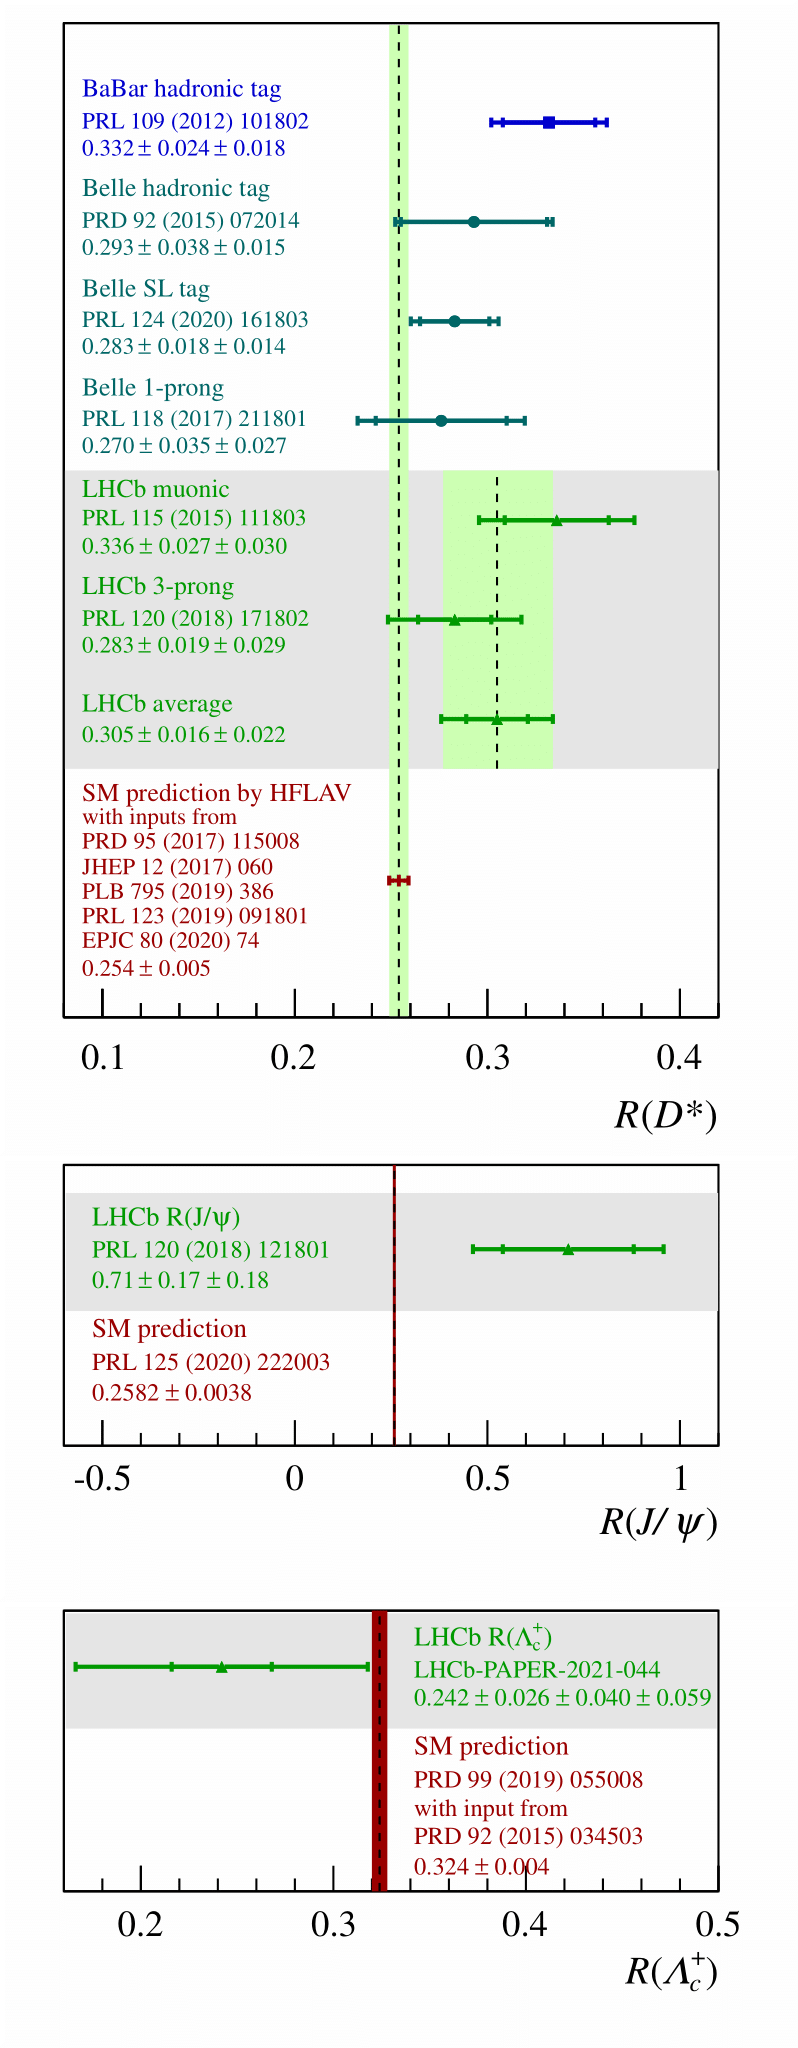 BaBar hadronic tag
PRL 109 (2012) 101802
0.332 ± 0.024 ± 0.018
Belle hadronic tag
PRD 92 (2015) 072014
0.293 ± 0.038 ± 0.015
Belle SL tag
PRL 124 (2020) 161803
0.283 ± 0.018 ± 0.014
Belle 1-prong
PRL 118 (2017) 211801
0.270 ± 0.035 ± 0.027
LHCb muonic
PRL 115 (2015) 111803
0.336 ± 0.027 ± 0.030
LHCb 3-prong
PRL 120 (2018) 171802
0.283 ± 0.019 ± 0.029
LHCb average
0.305 ± 0.016 ± 0.022
SM prediction by HFLAV
with inputs from
PRD 95 (2017) 115008
JHEP 12 (2017) 060
PLB 795 (2019) 386
PRL 123 (2019) 091801
EPJC 80 (2020) 74
0.254 ± 0.005
0.1 0.2 0.3 0.4
R(D*)
LHCb R(J/ψ)
PRL 120 (2018) 121801
0.71 ± 0.17 ± 0.18
SM prediction
PRL 125 (2020) 222003
0.2582 ± 0.0038
-0.5 0 0.5 1
R(J/ψ)
LHCb R(Λc+)
LHCb-PAPER-2021-044
0.242 ± 0.026 ± 0.040 ± 0.059
SM prediction
PRD 99 (2019) 055008
with input from
PRD 92 (2015) 034503
0.324 ± 0.004
0.2 0.3 0.4 0.5
R(Λc+)